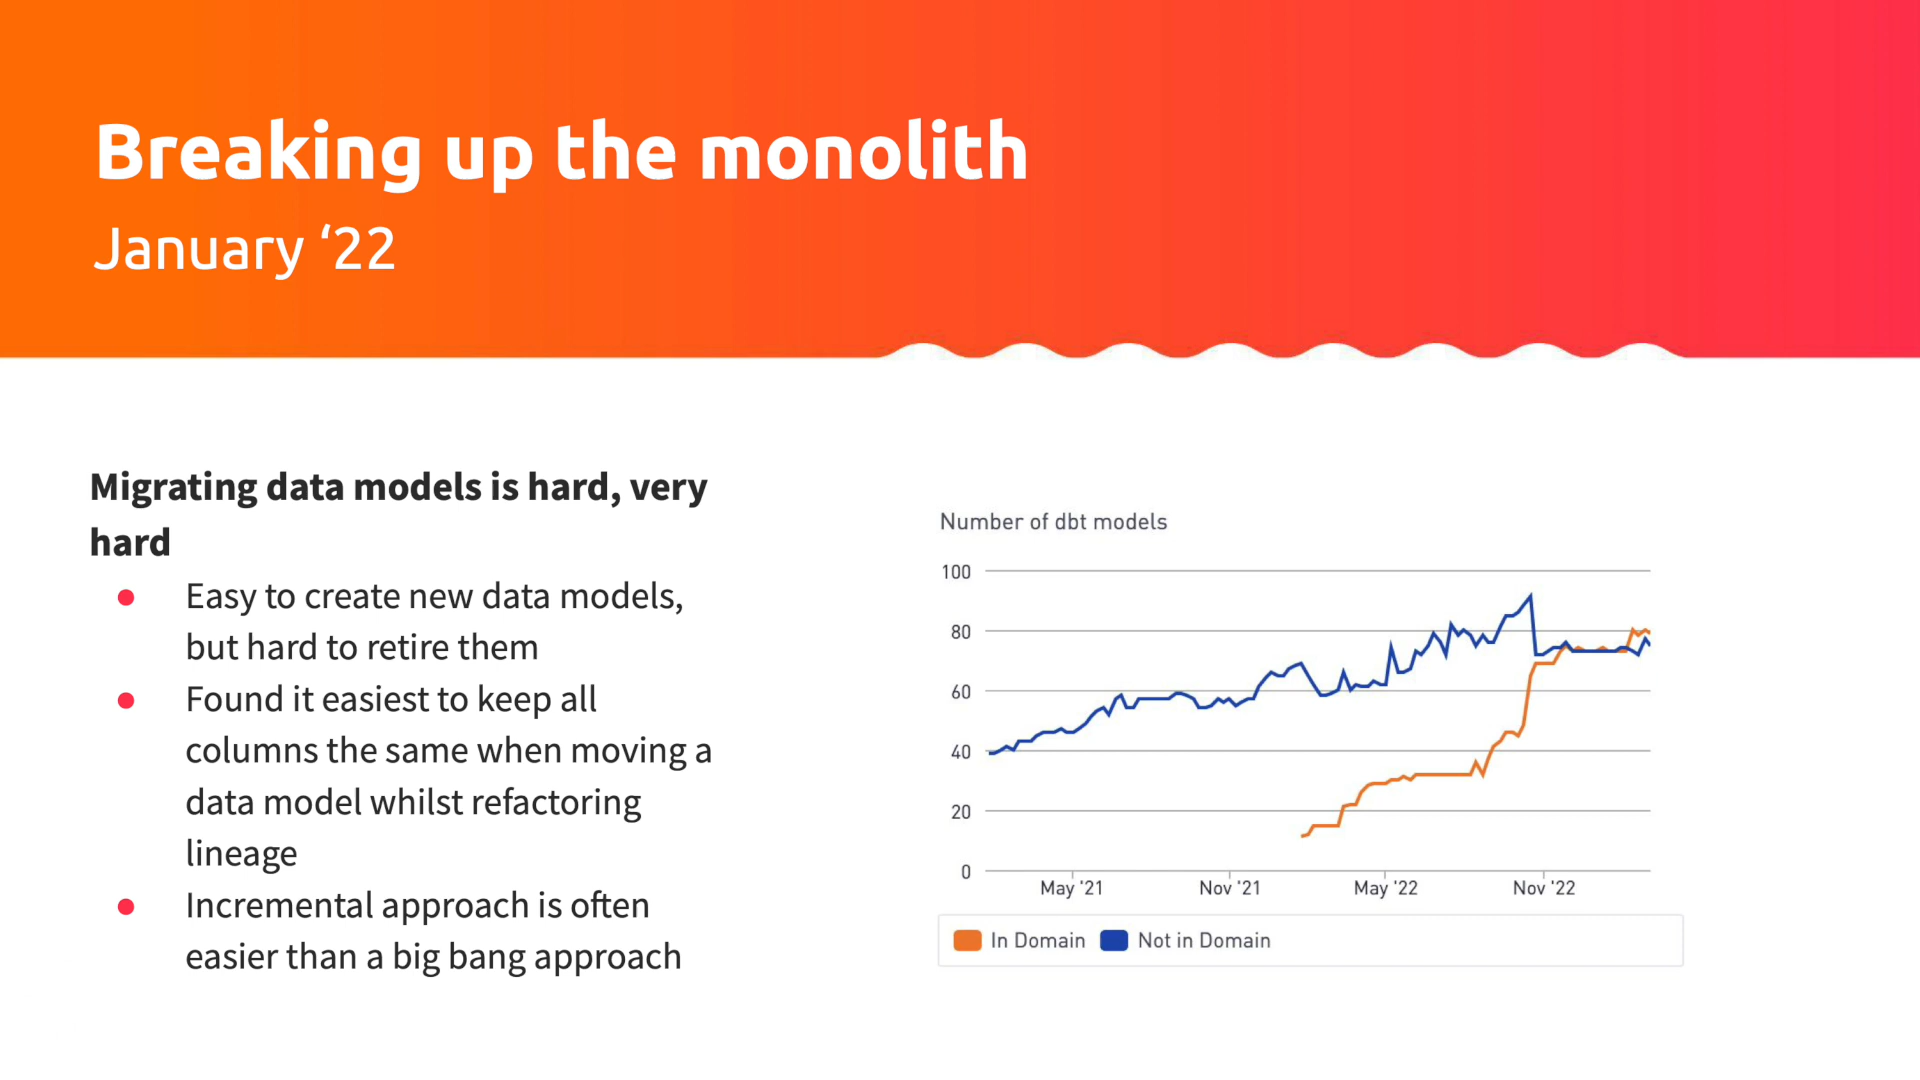 Breaking up the monolith
January ‘22
Migrating data models is hard, very
hard
● Easy to create new data models,
but hard to retire them
● Found it easiest to keep all
columns the same when moving a
data model whilst refactoring
lineage
● Incremental approach is often
easier than a big bang approach
Number of dbt models
100
80
60
40
20
0
May '21 Nov '21 May '22 Nov '22
In Domain Not in Domain